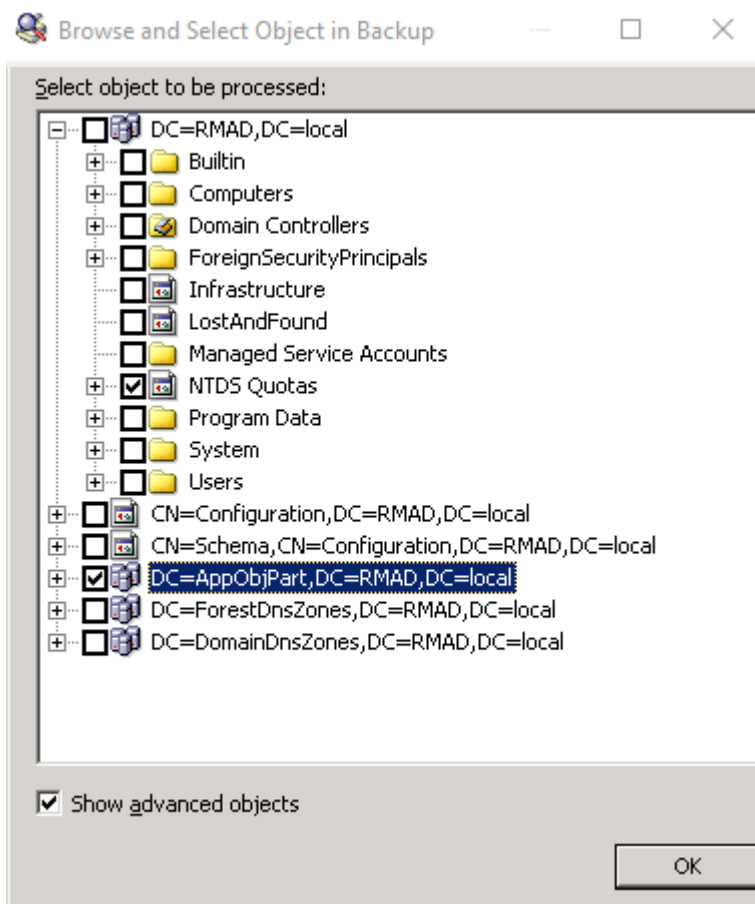 Browse and Select Object in Backup
Select object to be processed:
DC=RMAD,DC=local
Builtin
Computers
Domain Controllers
ForeignSecurityPrincipals
Infrastructure
LostAndFound
Managed Service Accounts
NTDS Quotas
Program Data
System
Users
CN=Configuration,DC=RMAD,DC=local
CN=Schema,CN=Configuration,DC=RMAD,DC=local
DC=AppObjPart,DC=RMAD,DC=local
DC=ForestDnsZones,DC=RMAD,DC=local
DC=DomainDnsZones,DC=RMAD,DC=local
Show advanced objects
OK